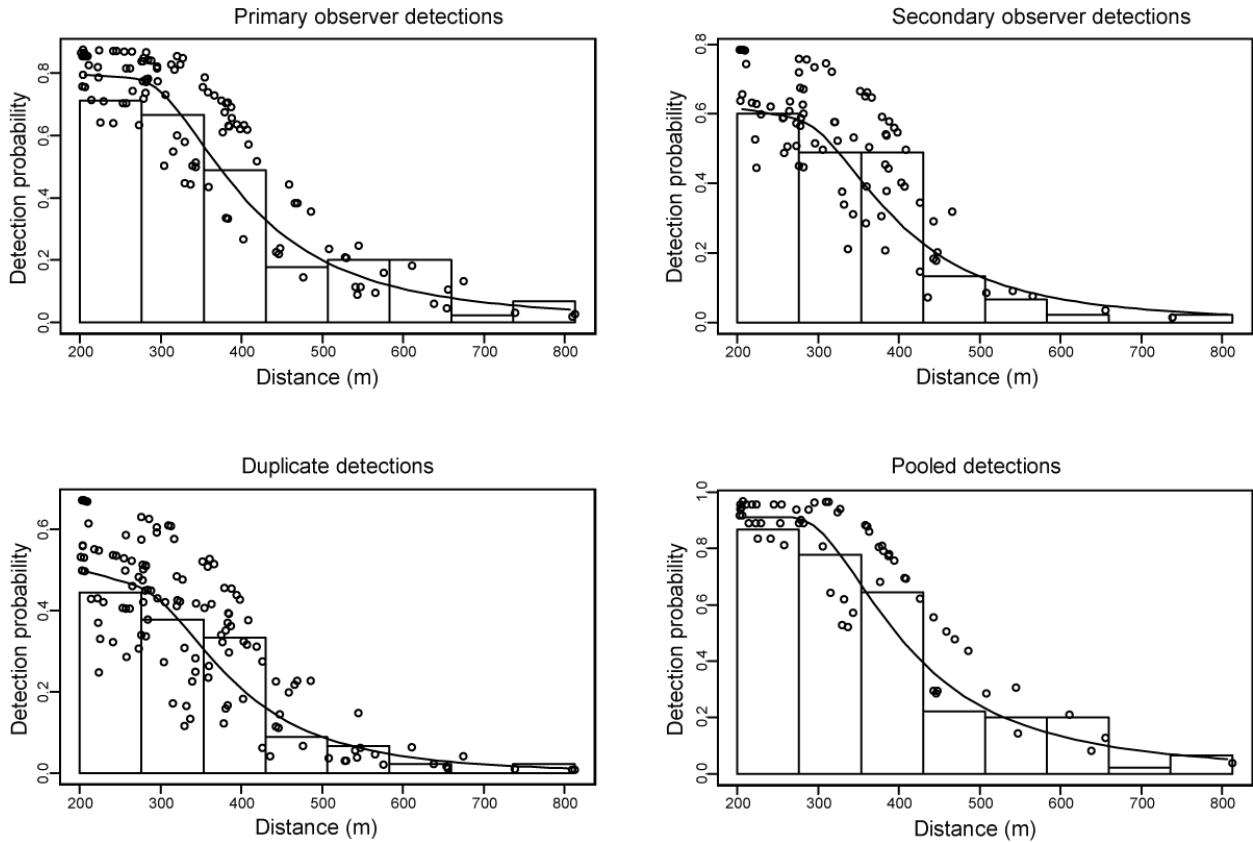 Primary observer detections
Detection probability
0.0 0.2 0.4 0.6 0.8
200 300 400 500 600 700 800
Distance (m)
Secondary observer detections
Detection probability
0.0 0.2 0.4 0.6 0.8
200 300 400 500 600 700 800
Distance (m)
Duplicate detections
Detection probability
0.0 0.2 0.4 0.6
200 300 400 500 600 700 800
Distance (m)
Pooled detections
Detection probability
0.0 0.2 0.4 0.6 0.8 1.0
200 300 400 500 600 700 800
Distance (m)